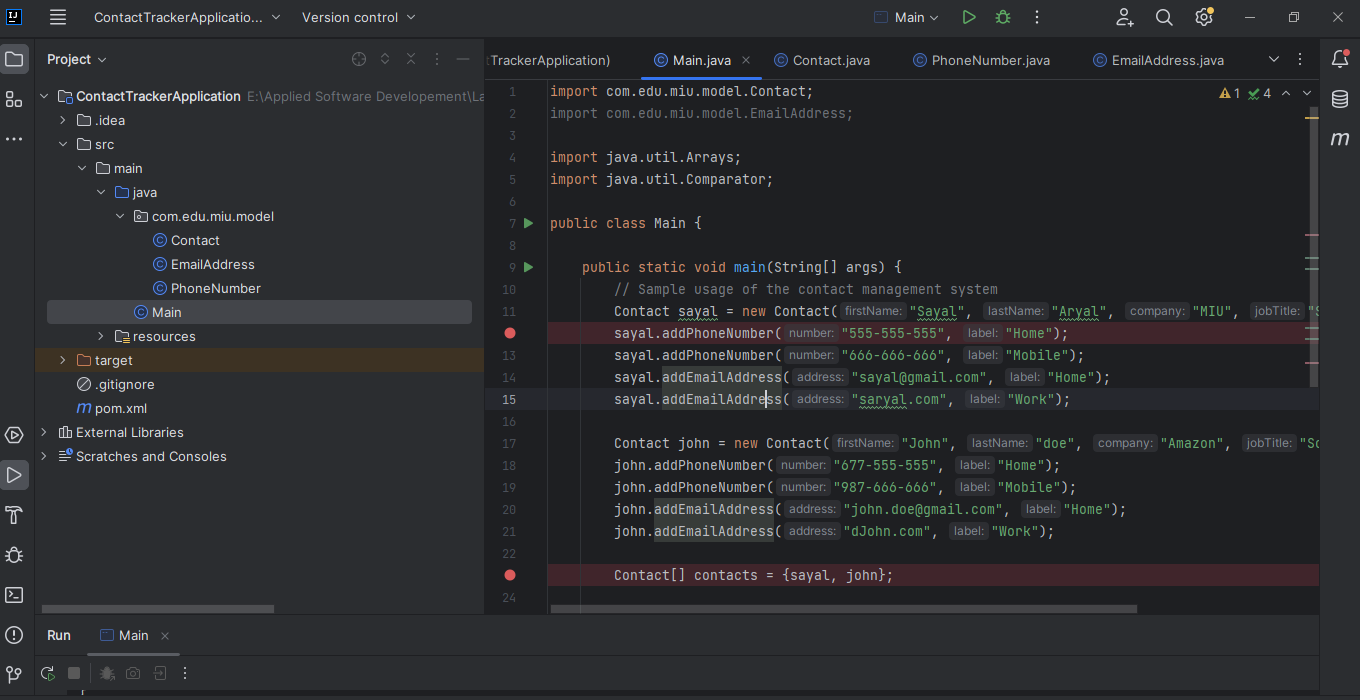 IJ ContactTrackerApplicatio... Version control Main
Project
ContactTrackerApplication E:\Applied Software Developement\La
.idea
src
main
java
com.edu.miu.model
Contact
EmailAddress
PhoneNumber
Main
resources
target
.gitignore
m pom.xml
External Libraries
Scratches and Consoles
tTrackerApplication) Main.java Contact.java PhoneNumber.java EmailAddress.java
1 import com.edu.miu.model.Contact; 1 4
2 import com.edu.miu.model.EmailAddress;
3
4 import java.util.Arrays;
5 import java.util.Comparator;
6
7 public class Main {
8
9 public static void main(String[] args) {
10 // Sample usage of the contact management system
11 Contact sayal = new Contact( firstName: "Sayal", lastName: "Aryal", company: "MIU", jobTitle: "S
sayal.addPhoneNumber( number: "555-555-555", label: "Home");
13 sayal.addPhoneNumber( number: "666-666-666", label: "Mobile");
14 sayal.addEmailAddress( address: "sayal@gmail.com", label: "Home");
15 sayal.addEmailAddress( address: "saryal.com", label: "Work");
16
17 Contact john = new Contact( firstName: "John", lastName: "doe", company: "Amazon", jobTitle: "So
18 john.addPhoneNumber( number: "677-555-555", label: "Home");
19 john.addPhoneNumber( number: "987-666-666", label: "Mobile");
20 john.addEmailAddress( address: "john.doe@gmail.com", label: "Home");
21 john.addEmailAddress( address: "dJohn.com", label: "Work");
22
Contact[] contacts = {sayal, john};
24
m
Run Main